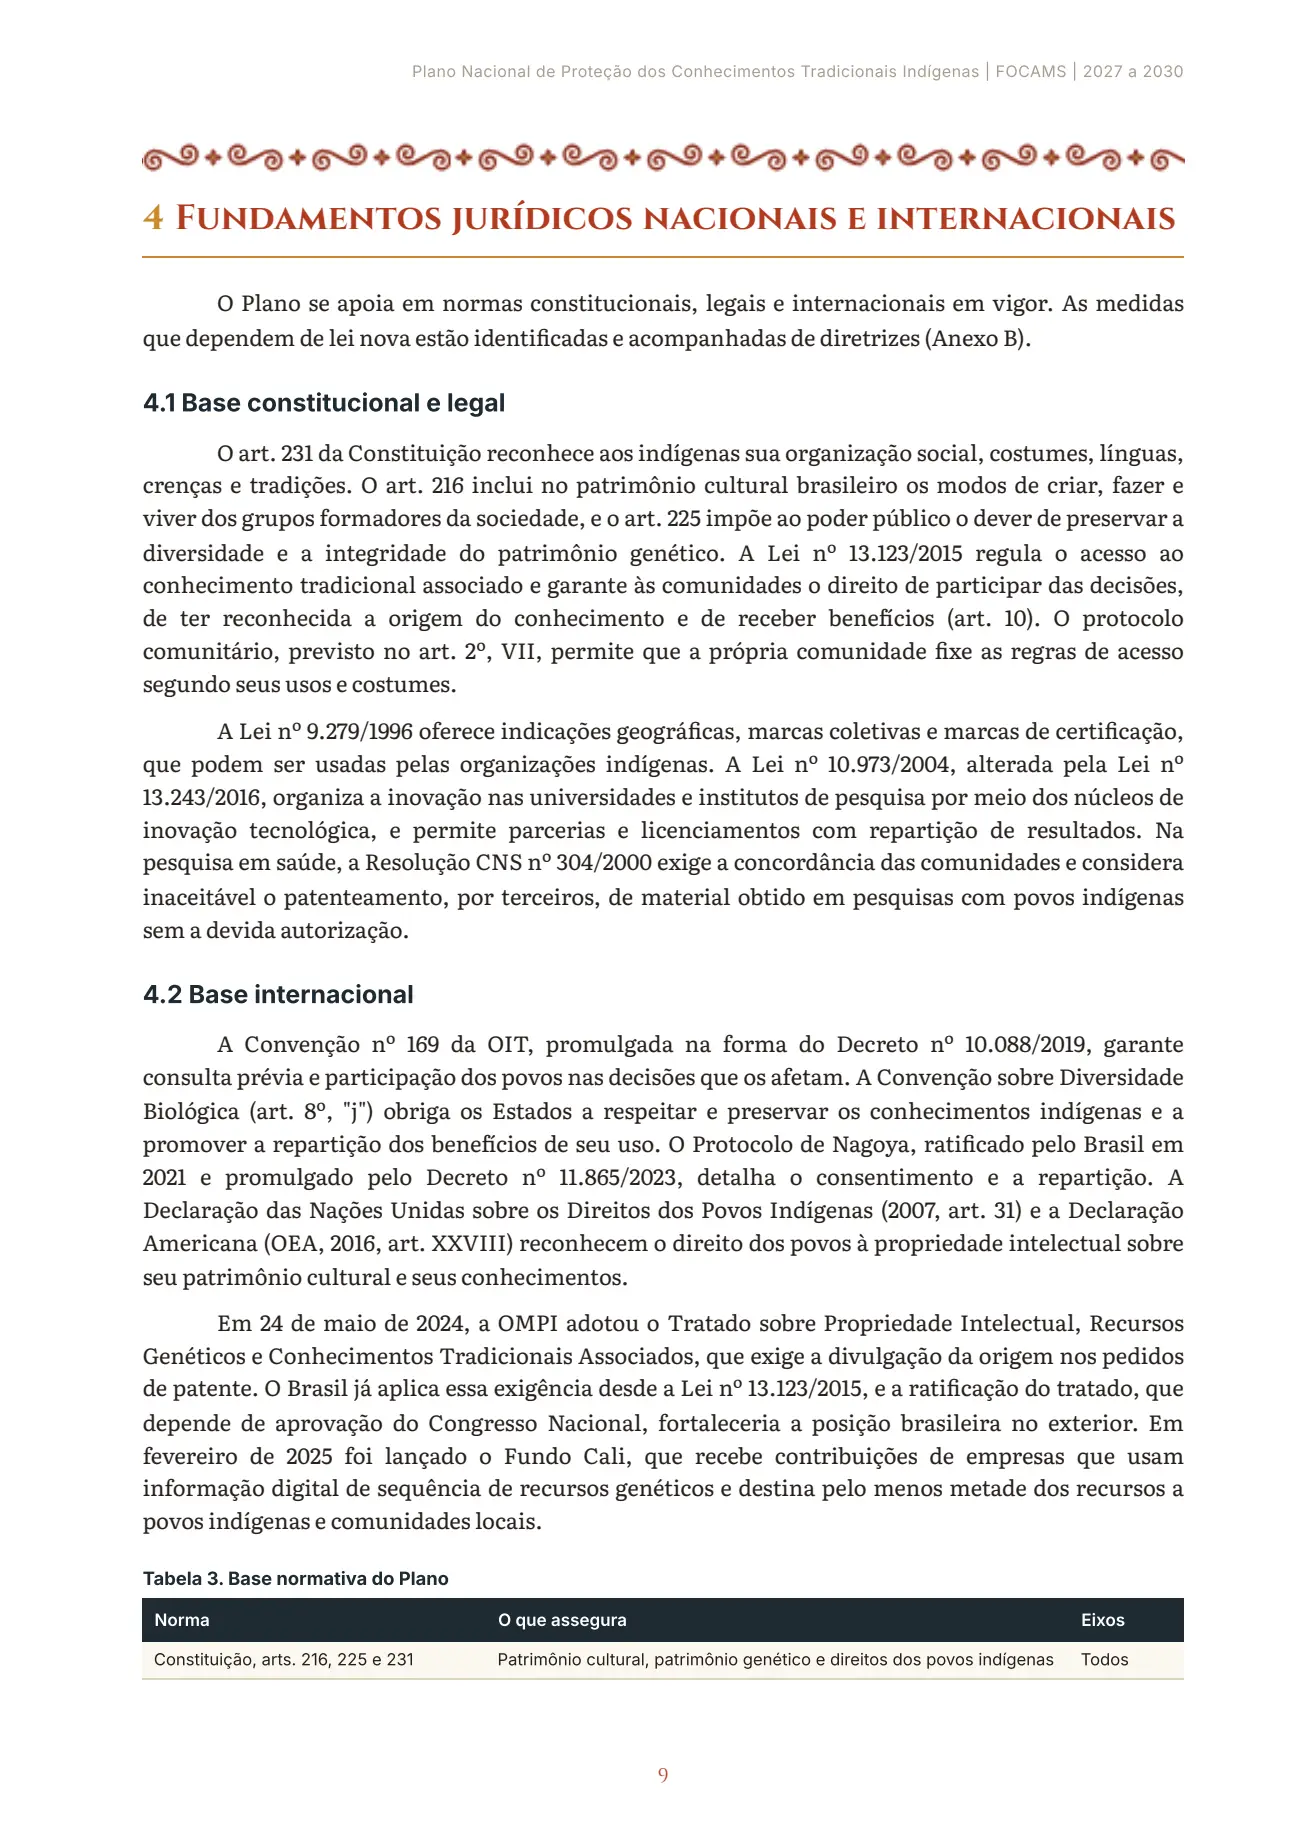 Plano Nacional de Proteção dos Conhecimentos Tradicionais Indígenas | FOCAMS | 2027 a 2030
4 Fundamentos jurídicos nacionais e internacionais
O Plano se apoia em normas constitucionais, legais e internacionais em vigor. As medidas
que dependem de lei nova estão identificadas e acompanhadas de diretrizes (Anexo B).
4.1 Base constitucional e legal
O art. 231 da Constituição reconhece aos indígenas sua organização social, costumes, línguas,
crenças e tradições. O art. 216 inclui no patrimônio cultural brasileiro os modos de criar, fazer e
viver dos grupos formadores da sociedade, e o art. 225 impõe ao poder público o dever de preservar a
diversidade e a integridade do patrimônio genético. A Lei nº 13.123/2015 regula o acesso ao
conhecimento tradicional associado e garante às comunidades o direito de participar das decisões,
de ter reconhecida a origem do conhecimento e de receber benefícios (art. 10). O protocolo
comunitário, previsto no art. 2º, VII, permite que a própria comunidade fixe as regras de acesso
segundo seus usos e costumes.
A Lei nº 9.279/1996 oferece indicações geográficas, marcas coletivas e marcas de certificação,
que podem ser usadas pelas organizações indígenas. A Lei nº 10.973/2004, alterada pela Lei nº
13.243/2016, organiza a inovação nas universidades e institutos de pesquisa por meio dos núcleos de
inovação tecnológica, e permite parcerias e licenciamentos com repartição de resultados. Na
pesquisa em saúde, a Resolução CNS nº 304/2000 exige a concordância das comunidades e considera
inaceitável o patenteamento, por terceiros, de material obtido em pesquisas com povos indígenas
sem a devida autorização.
4.2 Base internacional
A Convenção nº 169 da OIT, promulgada na forma do Decreto nº 10.088/2019, garante
consulta prévia e participação dos povos nas decisões que os afetam. A Convenção sobre Diversidade
Biológica (art. 8º, "j") obriga os Estados a respeitar e preservar os conhecimentos indígenas e a
promover a repartição dos benefícios de seu uso. O Protocolo de Nagoya, ratificado pelo Brasil em
2021 e promulgado pelo Decreto nº 11.865/2023, detalha o consentimento e a repartição. A
Declaração das Nações Unidas sobre os Direitos dos Povos Indígenas (2007, art. 31) e a Declaração
Americana (OEA, 2016, art. XXVIII) reconhecem o direito dos povos à propriedade intelectual sobre
seu patrimônio cultural e seus conhecimentos.
Em 24 de maio de 2024, a OMPI adotou o Tratado sobre Propriedade Intelectual, Recursos
Genéticos e Conhecimentos Tradicionais Associados, que exige a divulgação da origem nos pedidos
de patente. O Brasil já aplica essa exigência desde a Lei nº 13.123/2015, e a ratificação do tratado, que
depende de aprovação do Congresso Nacional, fortaleceria a posição brasileira no exterior. Em
fevereiro de 2025 foi lançado o Fundo Cali, que recebe contribuições de empresas que usam
informação digital de sequência de recursos genéticos e destina pelo menos metade dos recursos a
povos indígenas e comunidades locais.
Tabela 3. Base normativa do Plano
Norma O que assegura Eixos
Constituição, arts. 216, 225 e 231 Patrimônio cultural, patrimônio genético e direitos dos povos indígenas Todos
9